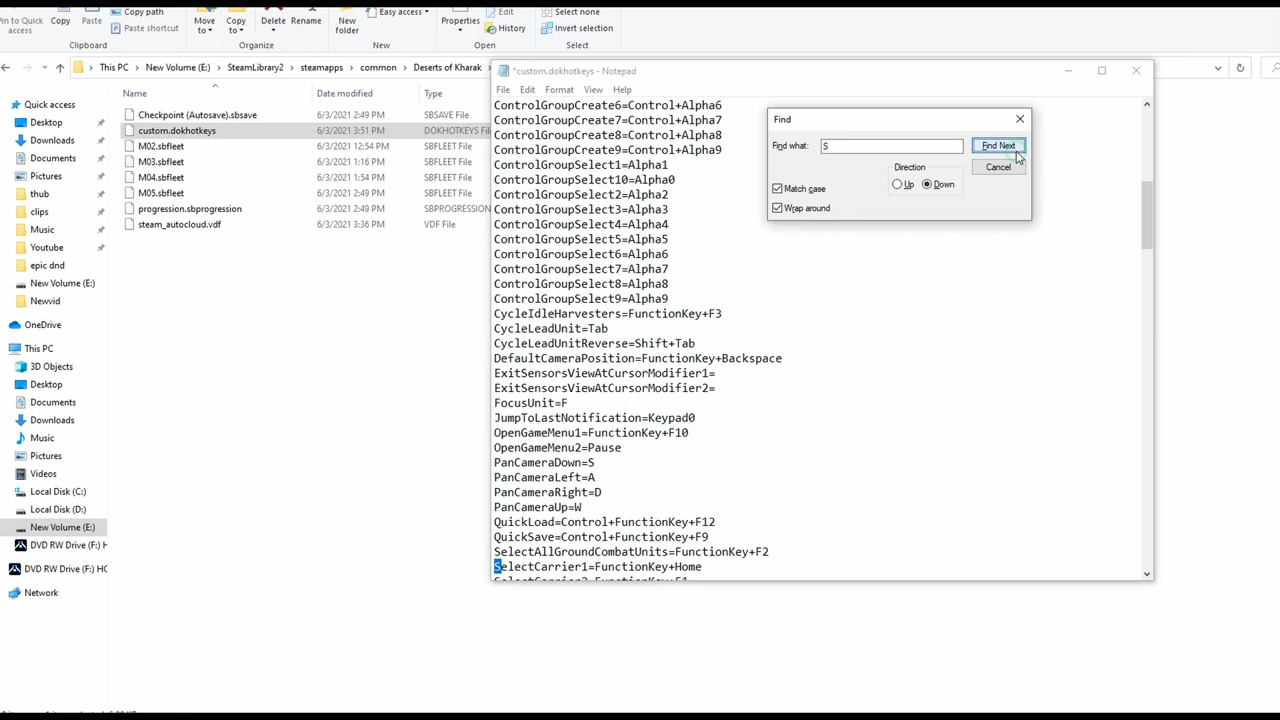 Pin to Quick access
Copy
Paste
Copy path
Paste shortcut
Clipboard
Move to
Copy to
Delete
Rename
Organize
New folder
Easy access
New
Properties
Edit
History
Open
Select none
Invert selection
Select
This PC
New Volume (E:)
SteamLibrary2
steamapps
common
Deserts of Kharak
Quick access
Desktop
Downloads
Documents
Pictures
thub
clips
Music
Youtube
epic dnd
New Volume (E:)
Newvid
OneDrive
This PC
3D Objects
Desktop
Documents
Downloads
Music
Pictures
Videos
Local Disk (C:)
Local Disk (D:)
New Volume (E:)
DVD RW Drive (F:) H
DVD RW Drive (F:) HO
Network
Name Date modified Type
Checkpoint (Autosave).sbsave 6/3/2021 2:49 PM SBSAVE File
custom.dokhotkeys 6/3/2021 3:51 PM DOKHOTKEYS File
M02.sbfleet 6/3/2021 12:54 PM SBFLEET File
M03.sbfleet 6/3/2021 1:16 PM SBFLEET File
M04.sbfleet 6/3/2021 1:54 PM SBFLEET File
M05.sbfleet 6/3/2021 2:49 PM SBFLEET File
progression.sbprogression 6/3/2021 2:49 PM SBPROGRESSION
steam_autocloud.vdf 6/3/2021 3:36 PM VDF File
*custom.dokhotkeys - Notepad
File Edit Format View Help
ControlGroupCreate6=Control+Alpha6
ControlGroupCreate7=Control+Alpha7
ControlGroupCreate8=Control+Alpha8
ControlGroupCreate9=Control+Alpha9
ControlGroupSelect1=Alpha1
ControlGroupSelect10=Alpha0
ControlGroupSelect2=Alpha2
ControlGroupSelect3=Alpha3
ControlGroupSelect4=Alpha4
ControlGroupSelect5=Alpha5
ControlGroupSelect6=Alpha6
ControlGroupSelect7=Alpha7
ControlGroupSelect8=Alpha8
ControlGroupSelect9=Alpha9
CycleIdleHarvesters=FunctionKey+F3
CycleLeadUnit=Tab
CycleLeadUnitReverse=Shift+Tab
DefaultCameraPosition=FunctionKey+Backspace
ExitSensorsViewAtCursorModifier1=
ExitSensorsViewAtCursorModifier2=
FocusUnit=F
JumpToLastNotification=Keypad0
OpenGameMenu1=FunctionKey+F10
OpenGameMenu2=Pause
PanCameraDown=S
PanCameraLeft=A
PanCameraRight=D
PanCameraUp=W
QuickLoad=Control+FunctionKey+F12
QuickSave=Control+FunctionKey+F9
SelectAllGroundCombatUnits=FunctionKey+F2
SelectCarrier1=FunctionKey+Home
SelectCarrier2=FunctionKey+F1
Find
Find what: S
Find Next
Cancel
Direction
Up Down
Match case
Wrap around